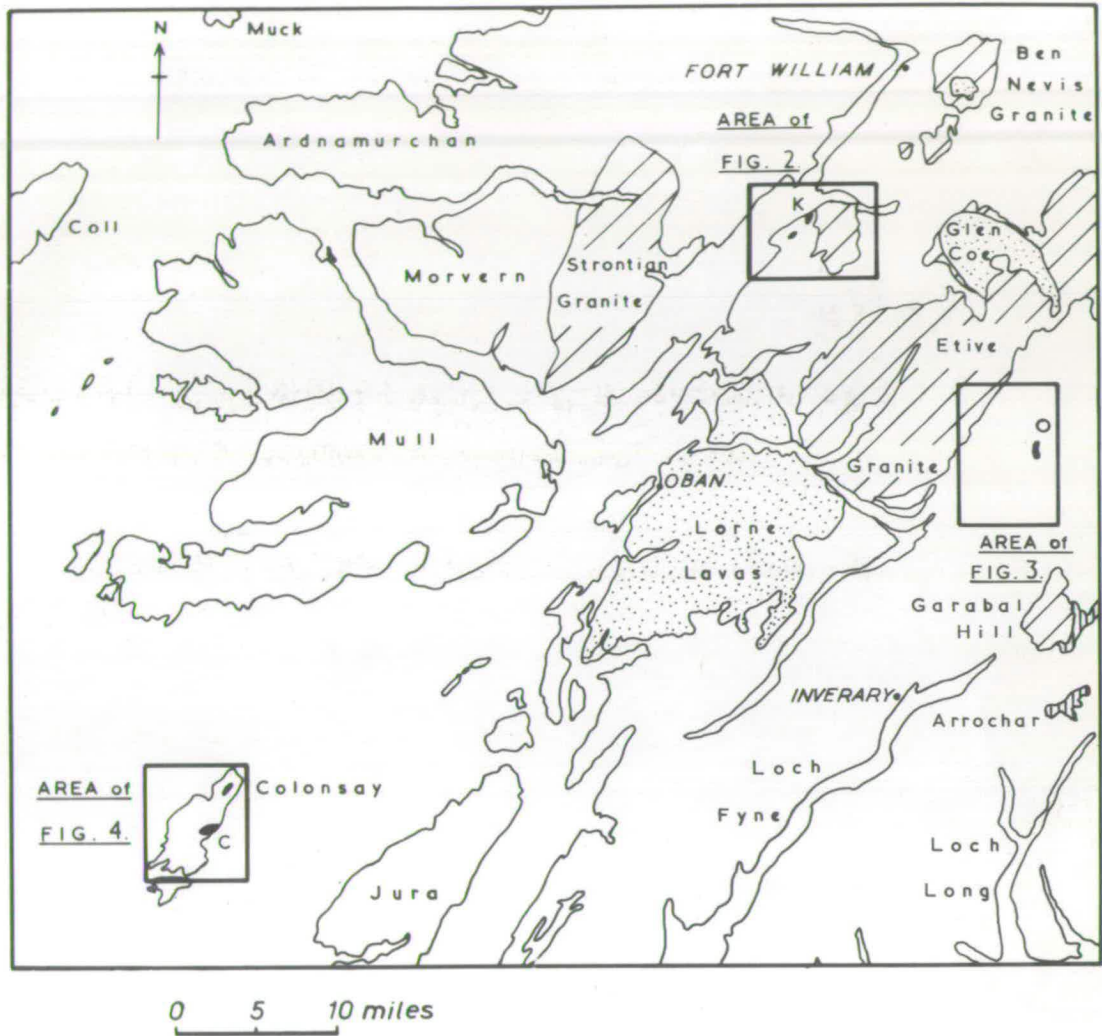 N
Muck
FORT WILLIAM
Ben
Nevis
Granite
AREA of
FIG. 2.
Ardnamurchan
Coll
K
Glen
Coe
Morvern
Strontian
Granite
Etive
Mull
O
Granite
OBAN
Lorne
Lavas
AREA of
FIG. 3.
Garabal
Hill
INVERARY
Arrochar
Loch
Fyne
AREA of
FIG. 4.
Colonsay
C
Loch
Long
Jura
0 5 10 miles